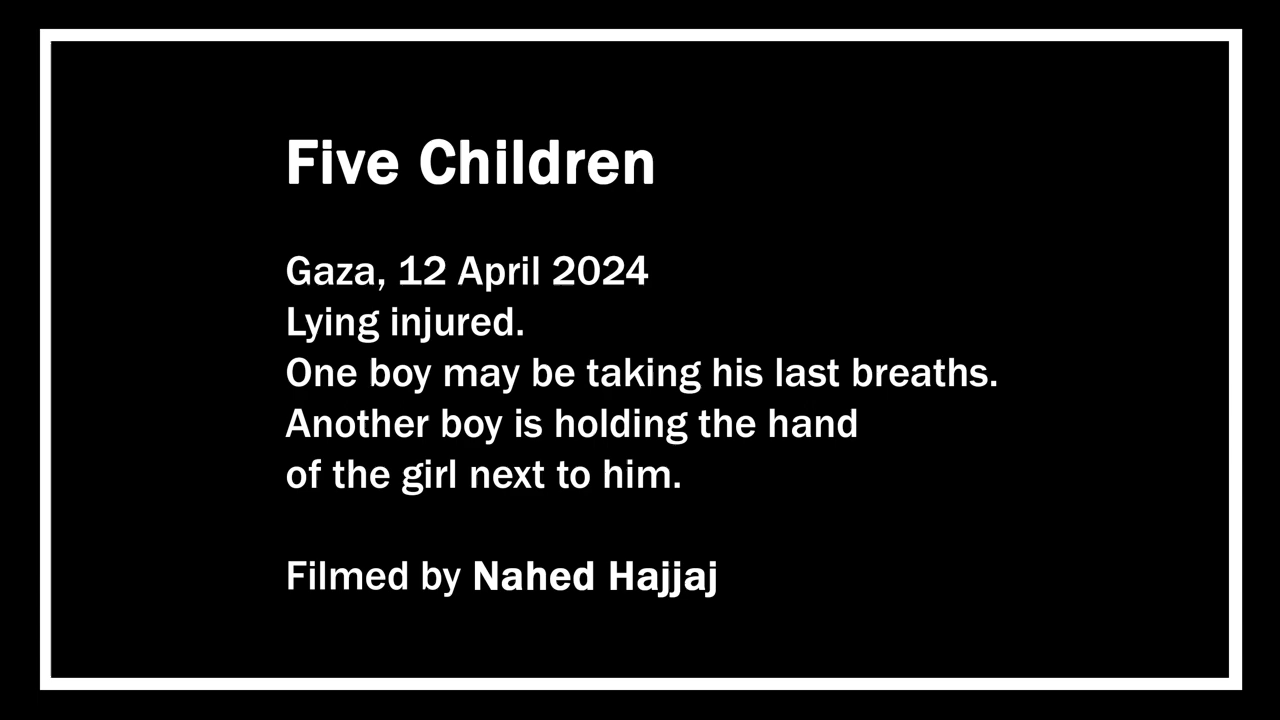 Five Children
Gaza, 12 April 2024
Lying injured.
One boy may be taking his last breaths.
Another boy is holding the hand
of the girl next to him.
Filmed by Nahed Hajjaj